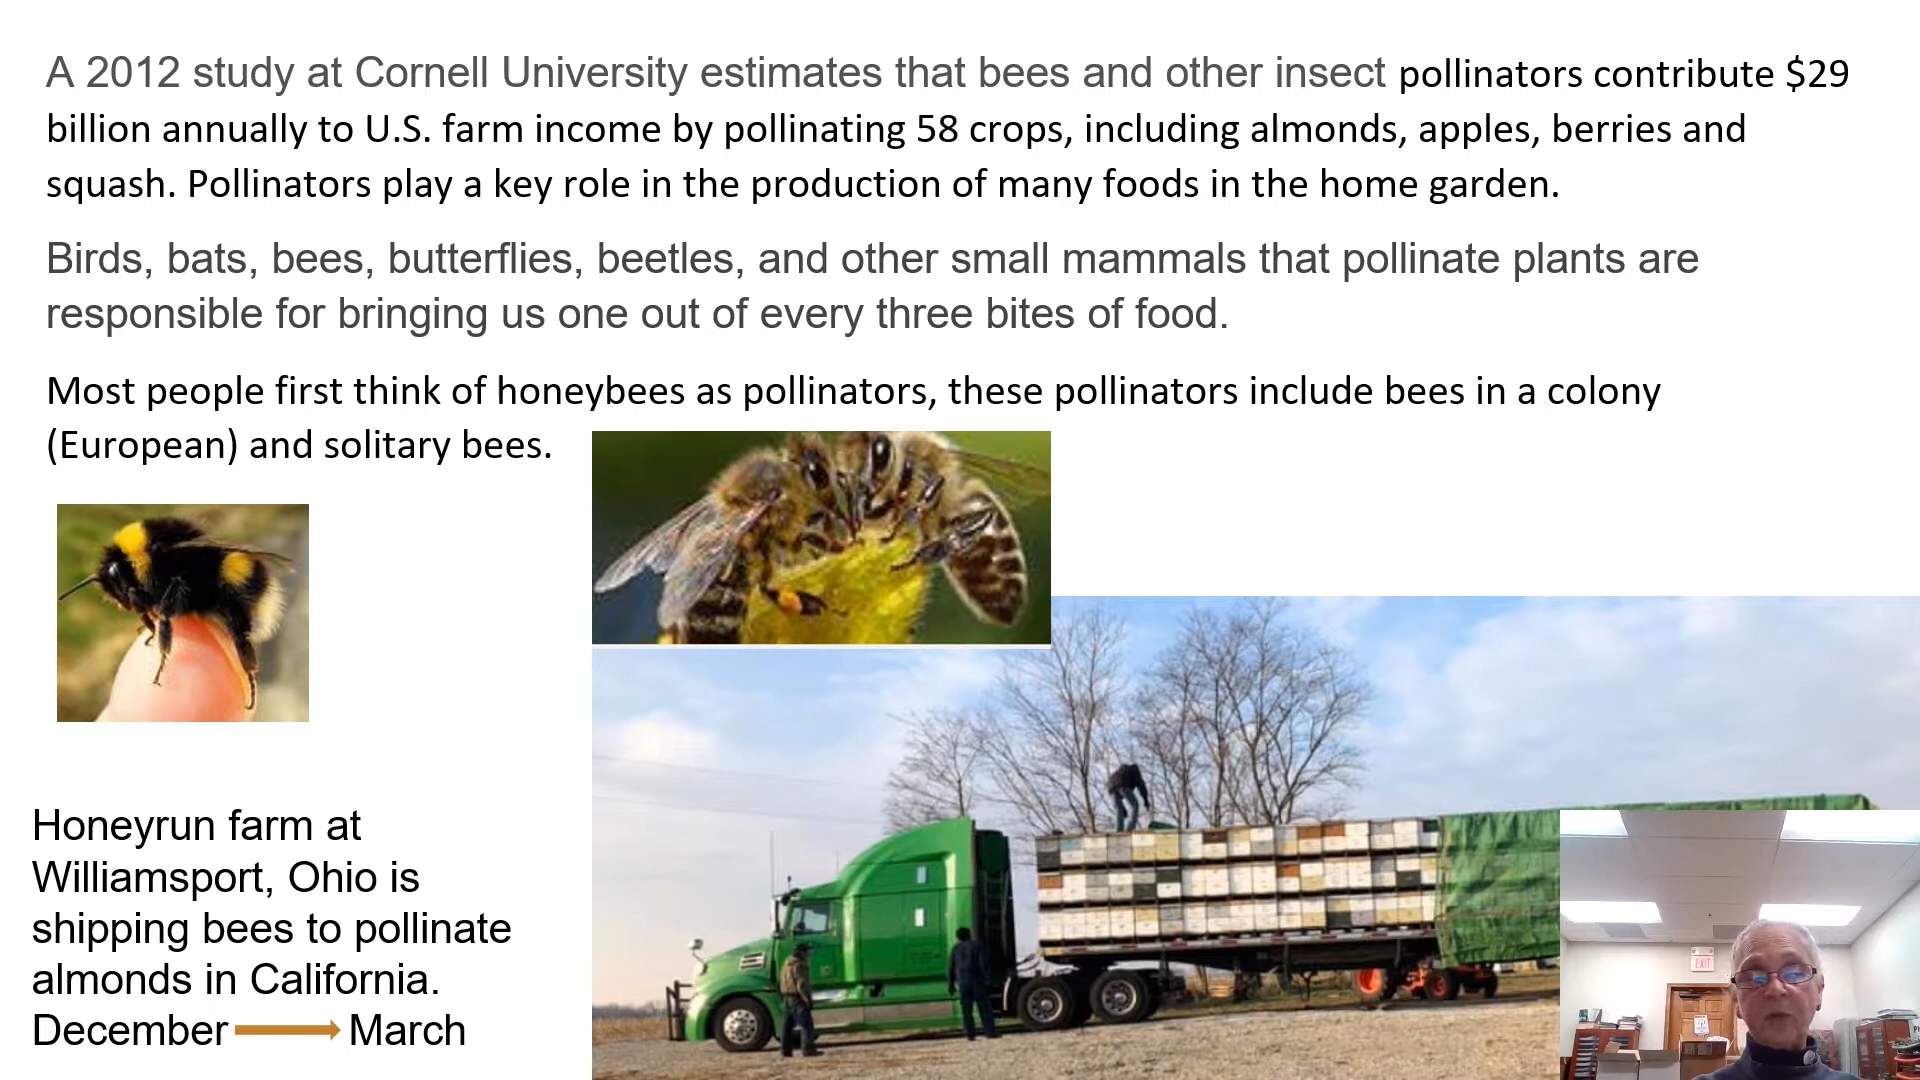 A 2012 study at Cornell University estimates that bees and other insect pollinators contribute $29
billion annually to U.S. farm income by pollinating 58 crops, including almonds, apples, berries and
squash. Pollinators play a key role in the production of many foods in the home garden.
Birds, bats, bees, butterflies, beetles, and other small mammals that pollinate plants are
responsible for bringing us one out of every three bites of food.
Most people first think of honeybees as pollinators, these pollinators include bees in a colony
(European) and solitary bees.
Honeyrun farm at
Williamsport, Ohio is
shipping bees to pollinate
almonds in California.
December March
EXIT